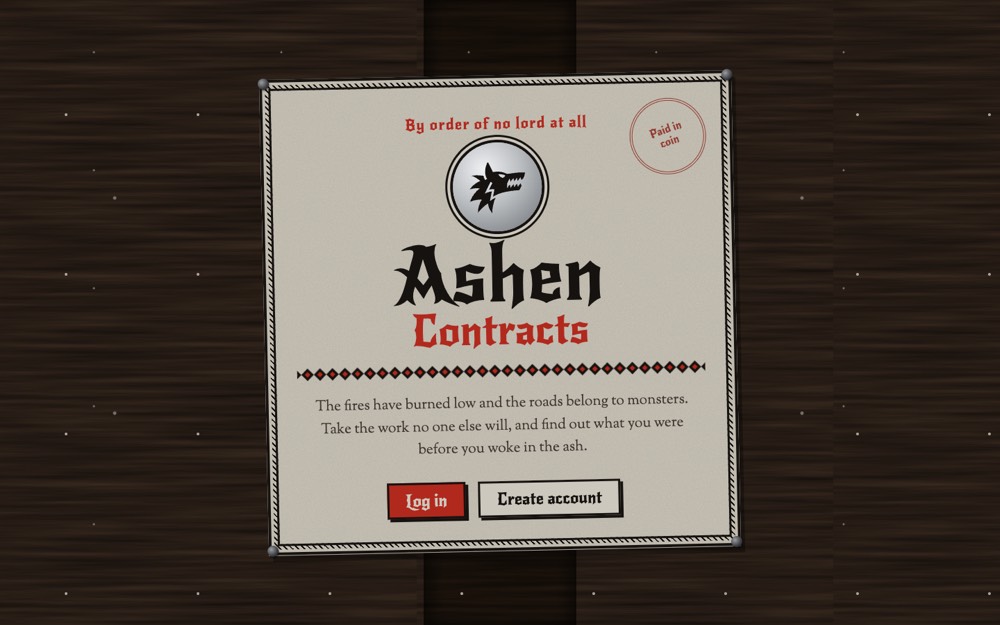 By order of no lord at all
Paid in
coin
Ashen
Contracts
The fires have burned low and the roads belong to monsters.
Take the work no one else will, and find out what you were
before you woke in the ash.
Log in
Create account